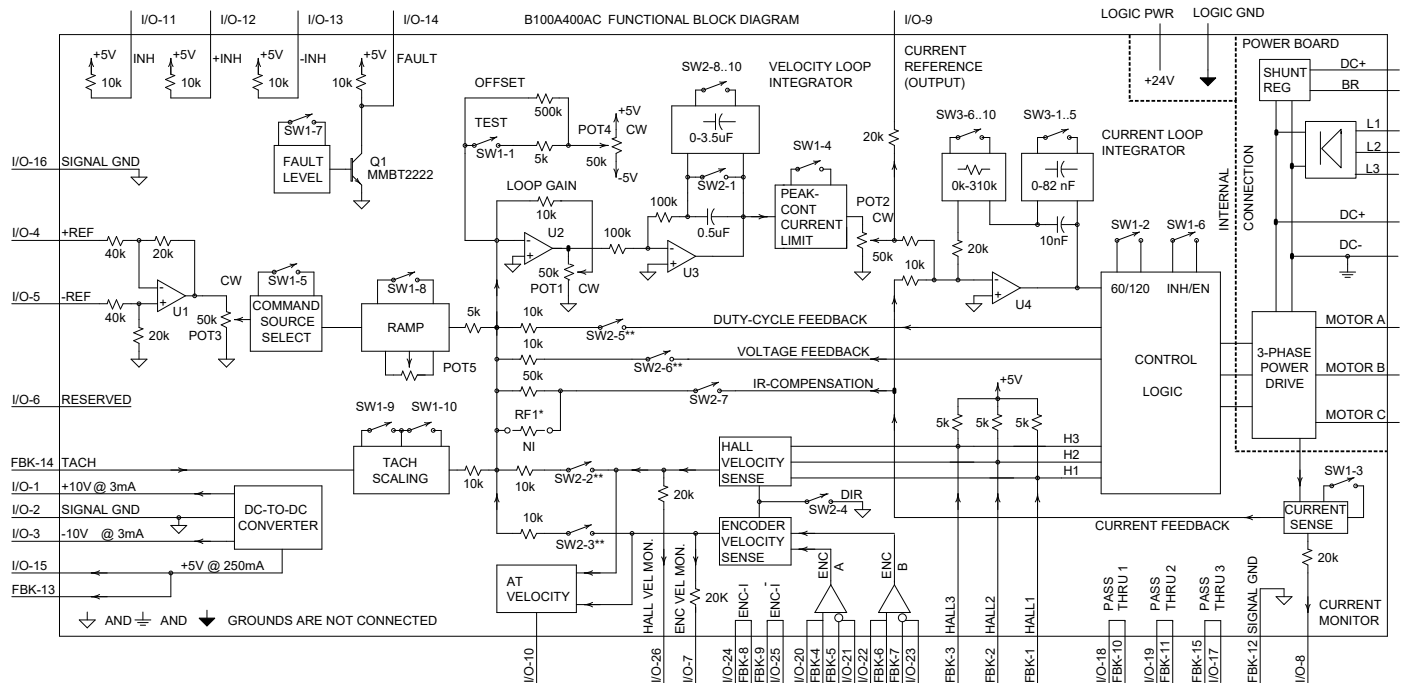 I/O-11
I/O-12
I/O-13
I/O-14
B100A400AC FUNCTIONAL BLOCK DIAGRAM
I/O-9
LOGIC PWR
LOGIC GND
+5V
INH
10k
+5V
+INH
10k
+5V
-INH
10k
+5V
FAULT
10k
SW1-7
FAULT
LEVEL
Q1
MMBT2222
I/O-16
SIGNAL GND
OFFSET
500k
TEST
SW1-1
5k
POT4
+5V
CW
50k
-5V
VELOCITY LOOP
INTEGRATOR
SW2-8..10
0-3.5uF
SW2-1
0.5uF
100k
100k
U3
LOOP GAIN
10k
U2
50k
POT1
CW
SW1-4
PEAK-
CONT
CURRENT
LIMIT
POT2
CW
50k
CURRENT
REFERENCE
(OUTPUT)
20k
10k
SW3-6..10
0k-310k
20k
SW3-1..5
0-82 nF
10nF
CURRENT LOOP
INTEGRATOR
U4
+24V
INTERNAL
CONNECTION
POWER BOARD
SHUNT
REG
DC+
BR
L1
L2
L3
DC+
DC-
I/O-4
+REF
40k
20k
I/O-5
-REF
40k
20k
U1
CW
50k
POT3
SW1-5
COMMAND
SOURCE
SELECT
SW1-8
RAMP
POT5
5k
10k
SW2-5**
DUTY-CYCLE FEEDBACK
10k
SW2-6**
VOLTAGE FEEDBACK
50k
SW2-7
IR-COMPENSATION
RF1*
NI
SW1-2
SW1-6
60/120
INH/EN
CONTROL
LOGIC
3-PHASE
POWER
DRIVE
MOTOR A
MOTOR B
MOTOR C
I/O-6
RESERVED
SW1-9
SW1-10
TACH
SCALING
FBK-14
TACH
10k
10k
SW2-2**
20k
10k
SW2-3**
HALL
VELOCITY
SENSE
DIR
SW2-4
ENCODER
VELOCITY
SENSE
+5V
5k
5k
5k
H3
H2
H1
CURRENT FEEDBACK
SW1-3
CURRENT
SENSE
20k
CURRENT
MONITOR
I/O-1
+10V @ 3mA
I/O-2
SIGNAL GND
I/O-3
-10V @ 3mA
DC-TO-DC
CONVERTER
I/O-15
+5V @ 250mA
FBK-13
AND AND GROUNDS ARE NOT CONNECTED
AT
VELOCITY
HALL VEL MON.
ENC VEL MON.
20K
ENC-I
ENC-I
ENC
A
ENC
B
HALL3
HALL2
HALL1
PASS
THRU 1
PASS
THRU 2
PASS
THRU 3
SIGNAL GND
I/O-10
I/O-26
I/O-7
I/O-24
FBK-8
FBK-9
I/O-25
I/O-20
FBK-4
FBK-5
I/O-21
I/O-22
FBK-6
FBK-7
I/O-23
FBK-3
FBK-2
FBK-1
I/O-18
FBK-10
I/O-19
FBK-11
FBK-15
I/O-17
FBK-12
I/O-8